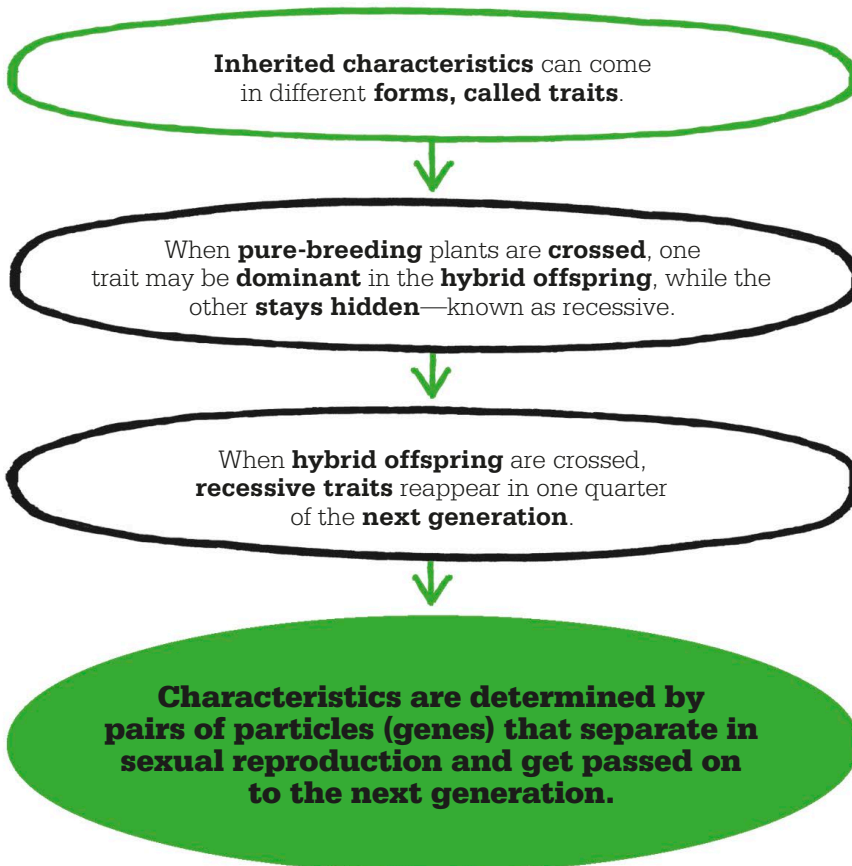 Inherited characteristics can come
in different forms, called traits.
When pure-breeding plants are crossed, one
trait may be dominant in the hybrid offspring, while the
other stays hidden—known as recessive.
When hybrid offspring are crossed,
recessive traits reappear in one quarter
of the next generation.
Characteristics are determined by
pairs of particles (genes) that separate in
sexual reproduction and get passed on
to the next generation.